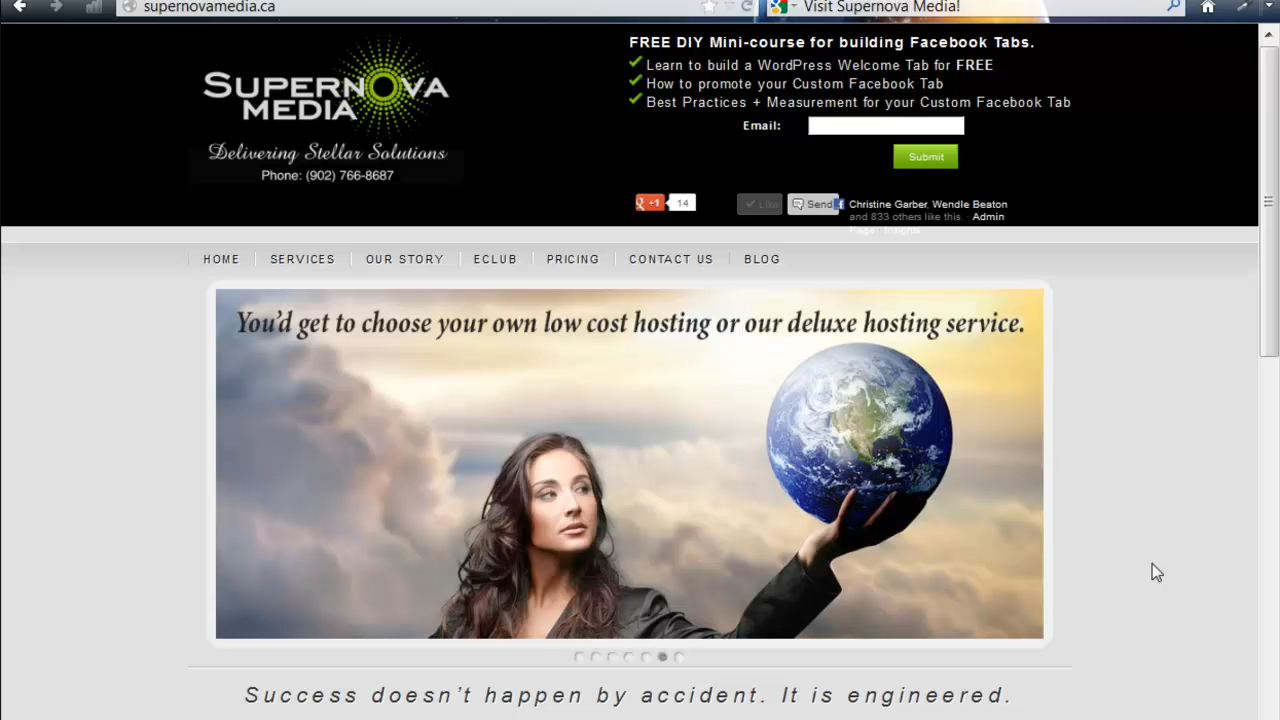 supernovamedia.ca
Visit Supernova Media!
SUPERNOVA
MEDIA
Delivering Stellar Solutions
Phone: (902) 766-8687
FREE DIY Mini-course for building Facebook Tabs.
Learn to build a WordPress Welcome Tab for FREE
How to promote your Custom Facebook Tab
Best Practices + Measurement for your Custom Facebook Tab
Email:
Submit
+1 14
Like Send Christine Garber, Wendle Beaton
and 833 others like this. · Admin
Page · Insights
HOME SERVICES OUR STORY ECLUB PRICING CONTACT US BLOG
You'd get to choose your own low cost hosting or our deluxe hosting service.
Success doesn't happen by accident. It is engineered.